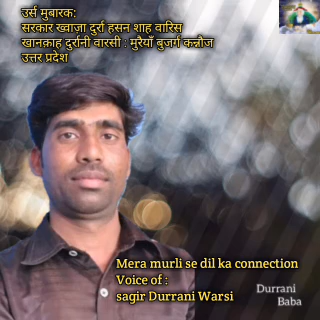 उर्स मुबारक:
सरकार ख्वाज़ा दुर्रा हसन शाह वारिस
खानक़ाह दुर्रानी वारसी : मुरैयाँ बुजर्ग कन्नौज
उत्तर प्रदेश
Mera murli se dil ka connection
Voice of :
sagir Durrani Warsi
Durrani
Baba